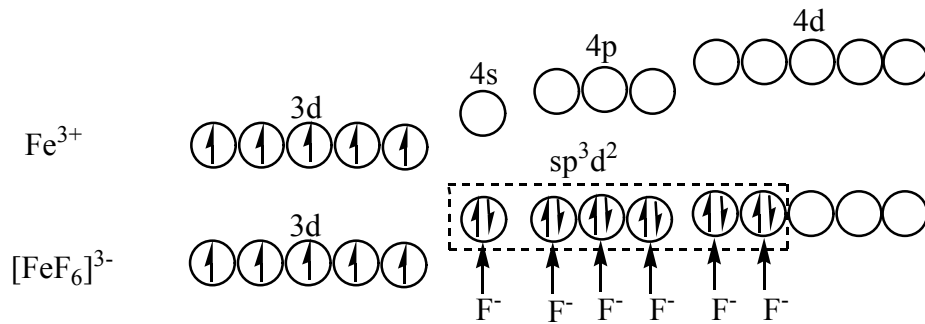 4d
4p
4s
3d
Fe³⁺
sp³d²
3d
[FeF₆]³⁻
F⁻ F⁻ F⁻ F⁻ F⁻ F⁻